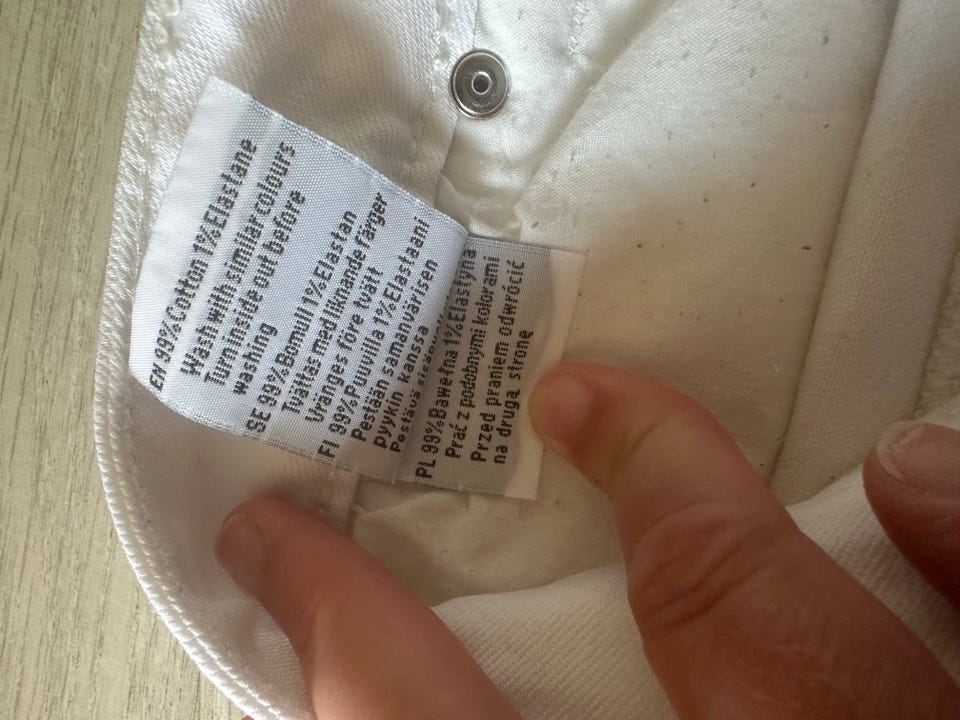 EN 99%Cotton 1%Elastane
Wash with similar colours
Turn inside out before
washing
SE 99%Bomull 1%Elastan
Tvättas med liknande färger
Vränges före tvätt
FI 99%Puuvilla 1%Elastaani
Pestään samanvärisen
pyykin kanssa
Pestävä
PL 99%Bawełna 1%Elastyna
Prać z podobnymi kolorami
Przed praniem odwrócić
na drugą stronę